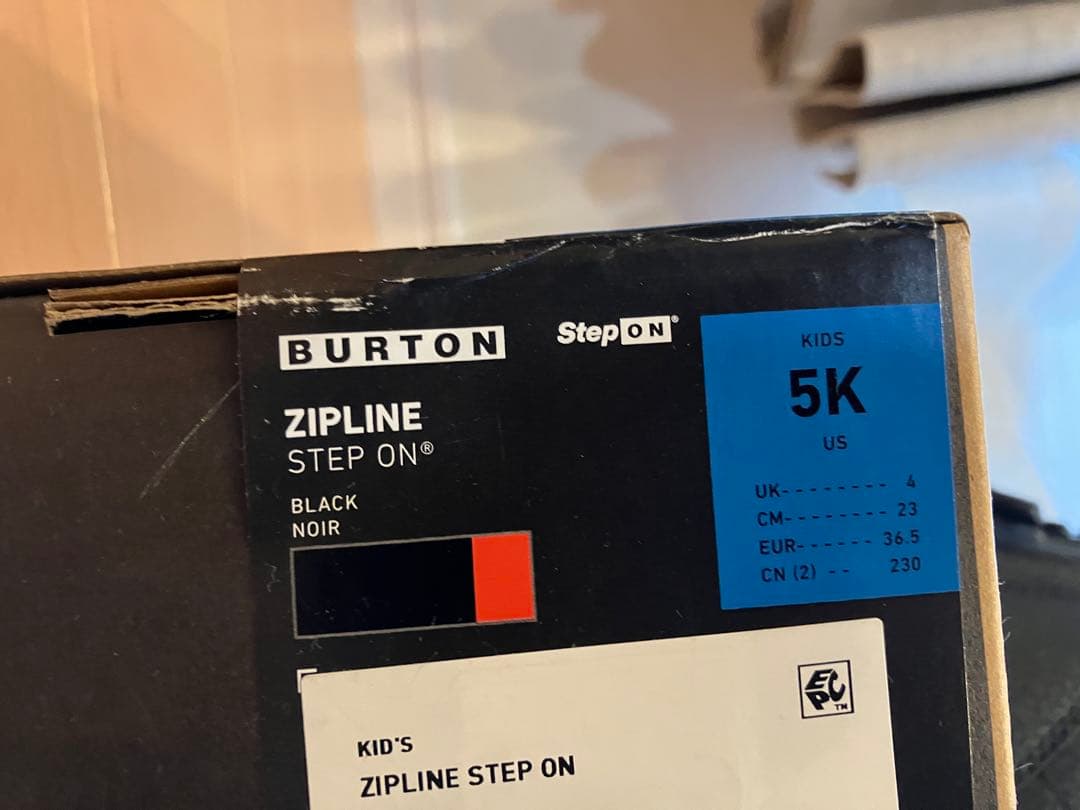 BURTON
StepON®
ZIPLINE
STEP ON®
BLACK
NOIR
KIDS
5K
US
UK- - - - - - - - - 4
CM- - - - - - - - - 23
EUR- - - - - - - 36.5
CN (2) - - 230
EPC™
KID'S
ZIPLINE STEP ON